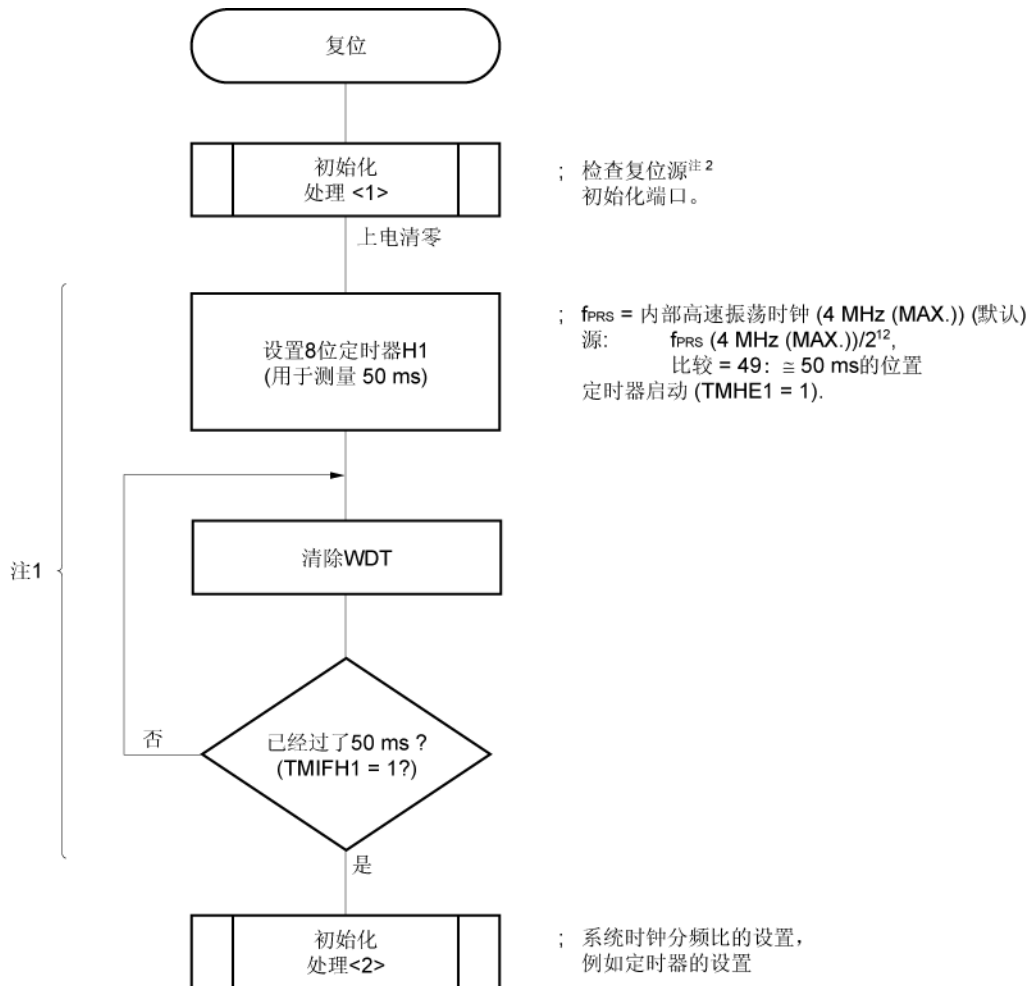 复位
初始化
处理 <1>
; 检查复位源注 2
初始化端口。
上电清零
设置8位定时器H1
(用于测量 50 ms)
; fPRS = 内部高速振荡时钟 (4 MHz (MAX.)) (默认)
源: fPRS (4 MHz (MAX.))/2¹²,
比较 = 49: ≅ 50 ms的位置
定时器启动 (TMHE1 = 1).
注1
清除WDT
否
已经过了50 ms ?
(TMIFH1 = 1?)
是
初始化
处理<2>
; 系统时钟分频比的设置,
例如定时器的设置